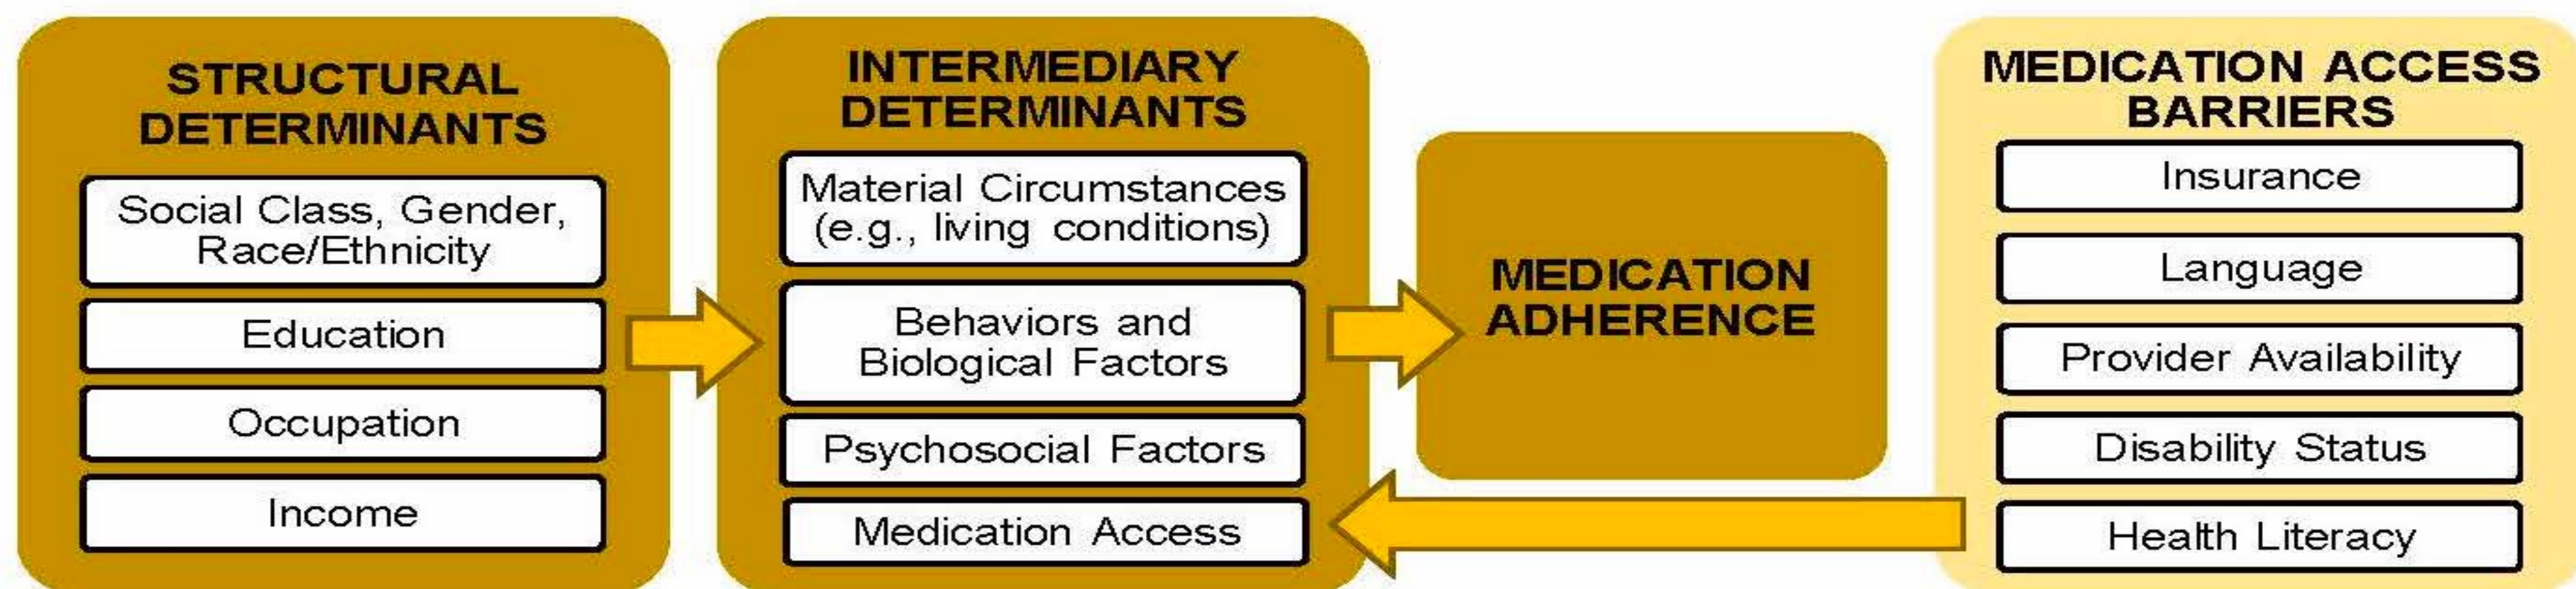 STRUCTURAL
DETERMINANTS
Social Class, Gender,
Race/Ethnicity
Education
Occupation
Income
INTERMEDIARY
DETERMINANTS
Material Circumstances
(e.g., living conditions)
Behaviors and
Biological Factors
Psychosocial Factors
Medication Access
MEDICATION
ADHERENCE
MEDICATION ACCESS
BARRIERS
Insurance
Language
Provider Availability
Disability Status
Health Literacy